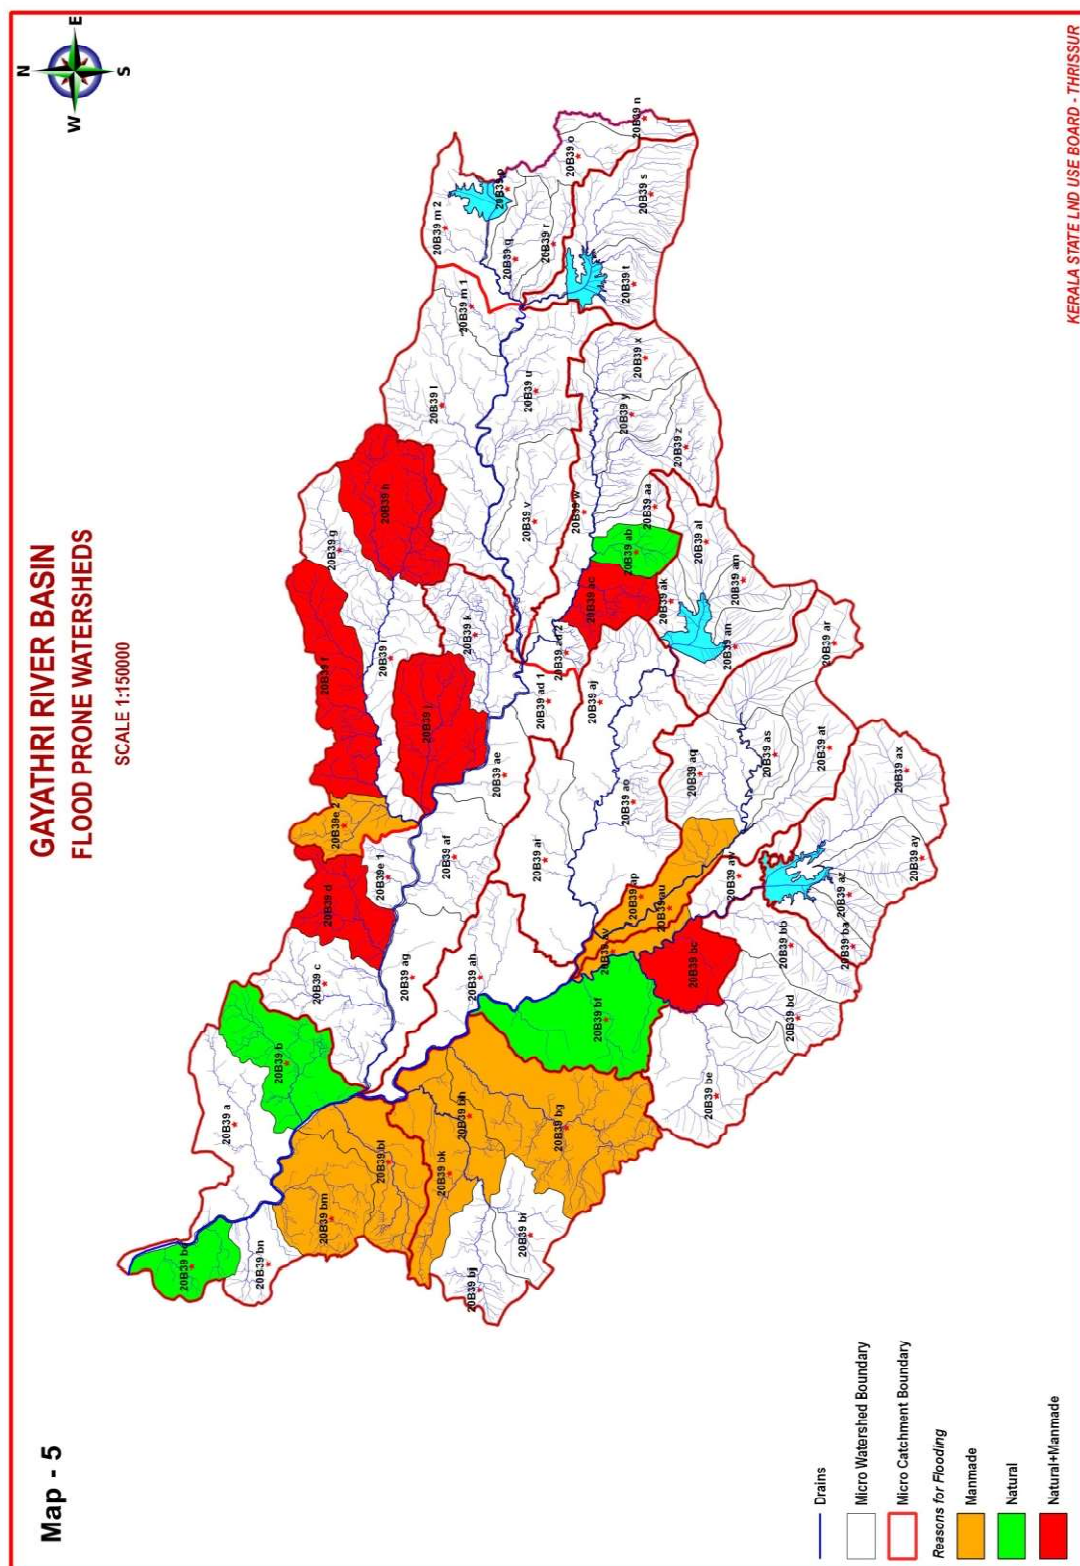 Map - 5
GAYATHRI RIVER BASIN
FLOOD PRONE WATERSHEDS
SCALE 1:150000
N
E
S
W
20B39 a
20B39 b
20B39 c
20B39 d
20B39e 1
20B39e 2
20B39 f
20B39 g
20B39 h
20B39 i
20B39 j
20B39 k
20B39 l
20B39 m 1
20B39 m 2
20B39 n
20B39 o
20B39 p
20B39 q
20B39 r
20B39 s
20B39 t
20B39 u
20B39 v
20B39 w
20B39 x
20B39 y
20B39 z
20B39 aa
20B39 ab
20B39 ac
20B39 ad 1
20B39 ad 2
20B39 ae
20B39 af
20B39 ag
20B39 ah
20B39 ai
20B39 aj
20B39 ak
20B39 al
20B39 am
20B39 an
20B39 ao
20B39 ap
20B39 aq
20B39 ar
20B39 as
20B39 at
20B39 au
20B39 av
20B39 aw
20B39 ax
20B39 ay
20B39 az
20B39 ba
20B39 bb
20B39 bc
20B39 bd
20B39 be
20B39 bf
20B39 bg
20B39 bh
20B39 bi
20B39 bj
20B39 bk
20B39 bl
20B39 bm
20B39 bn
20B39 bo
Drains
Micro Watershed Boundary
Micro Catchment Boundary
Reasons for Flooding
Manmade
Natural
Natural+Manmade
KERALA STATE LND USE BOARD - THRISSUR